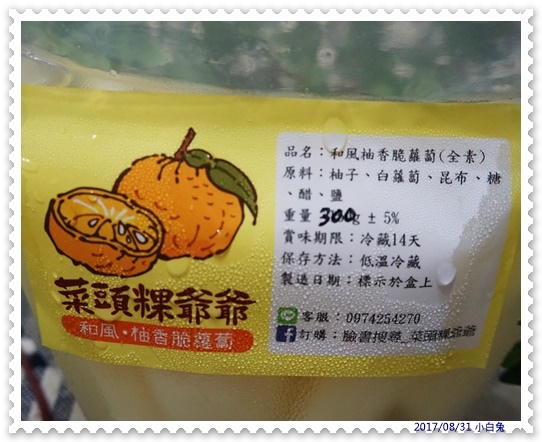 品名：和風柚香脆蘿蔔(全素)
原料：柚子、白蘿蔔、昆布、糖
、醋、鹽
重量 300g ± 5%
賞味期限：冷藏14天
保存方法：低溫冷藏
製造日期：標示於盒上
客服：0974254270
訂購：臉書搜尋_菜頭粿爺爺
菜頭粿爺爺
和風·柚香脆蘿蔔
2017/08/31 小白兔